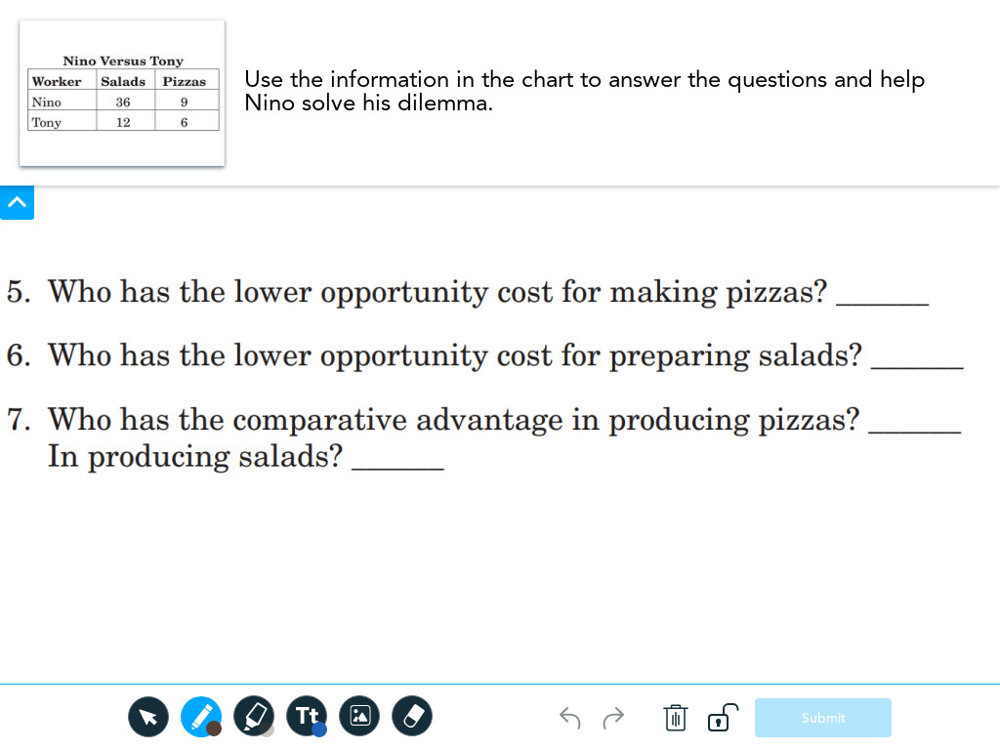 Nino Versus Tony
Worker Salads Pizzas
Nino 36 9
Tony 12 6
Use the information in the chart to answer the questions and help
Nino solve his dilemma.
5. Who has the lower opportunity cost for making pizzas? ______
6. Who has the lower opportunity cost for preparing salads? ______
7. Who has the comparative advantage in producing pizzas? ______
In producing salads? ______
Tt
Submit